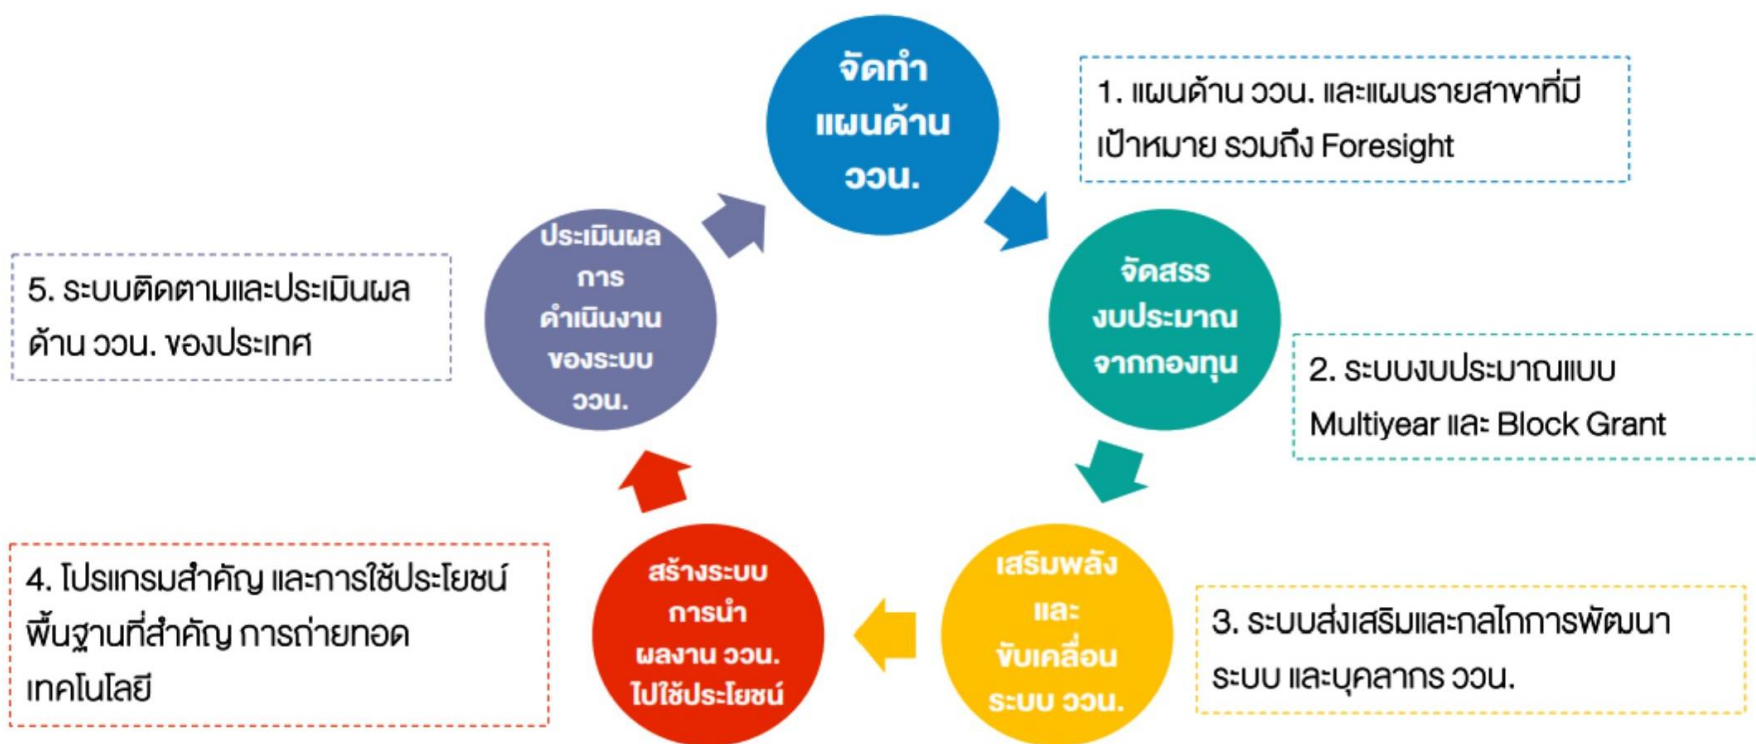 จัดทำ
แผนด้าน
ววน.
1. แผนด้าน ววน. และแผนรายสาขาที่มี
เป้าหมาย รวมถึง Foresight
จัดสรร
งบประมาณ
จากกองทุน
2. ระบบงบประมาณแบบ
Multiyear และ Block Grant
เสริมพลัง
และ
ขับเคลื่อน
ระบบ ววน.
3. ระบบส่งเสริมและกลไกการพัฒนา
ระบบ และบุคลากร ววน.
สร้างระบบ
การนำ
ผลงาน ววน.
ไปใช้ประโยชน์
4. โปรแกรมสำคัญ และการใช้ประโยชน์
พื้นฐานที่สำคัญ การถ่ายทอด
เทคโนโลยี
ประเมินผล
การ
ดำเนินงาน
ของระบบ
ววน.
5. ระบบติดตามและประเมินผล
ด้าน ววน. ของประเทศ